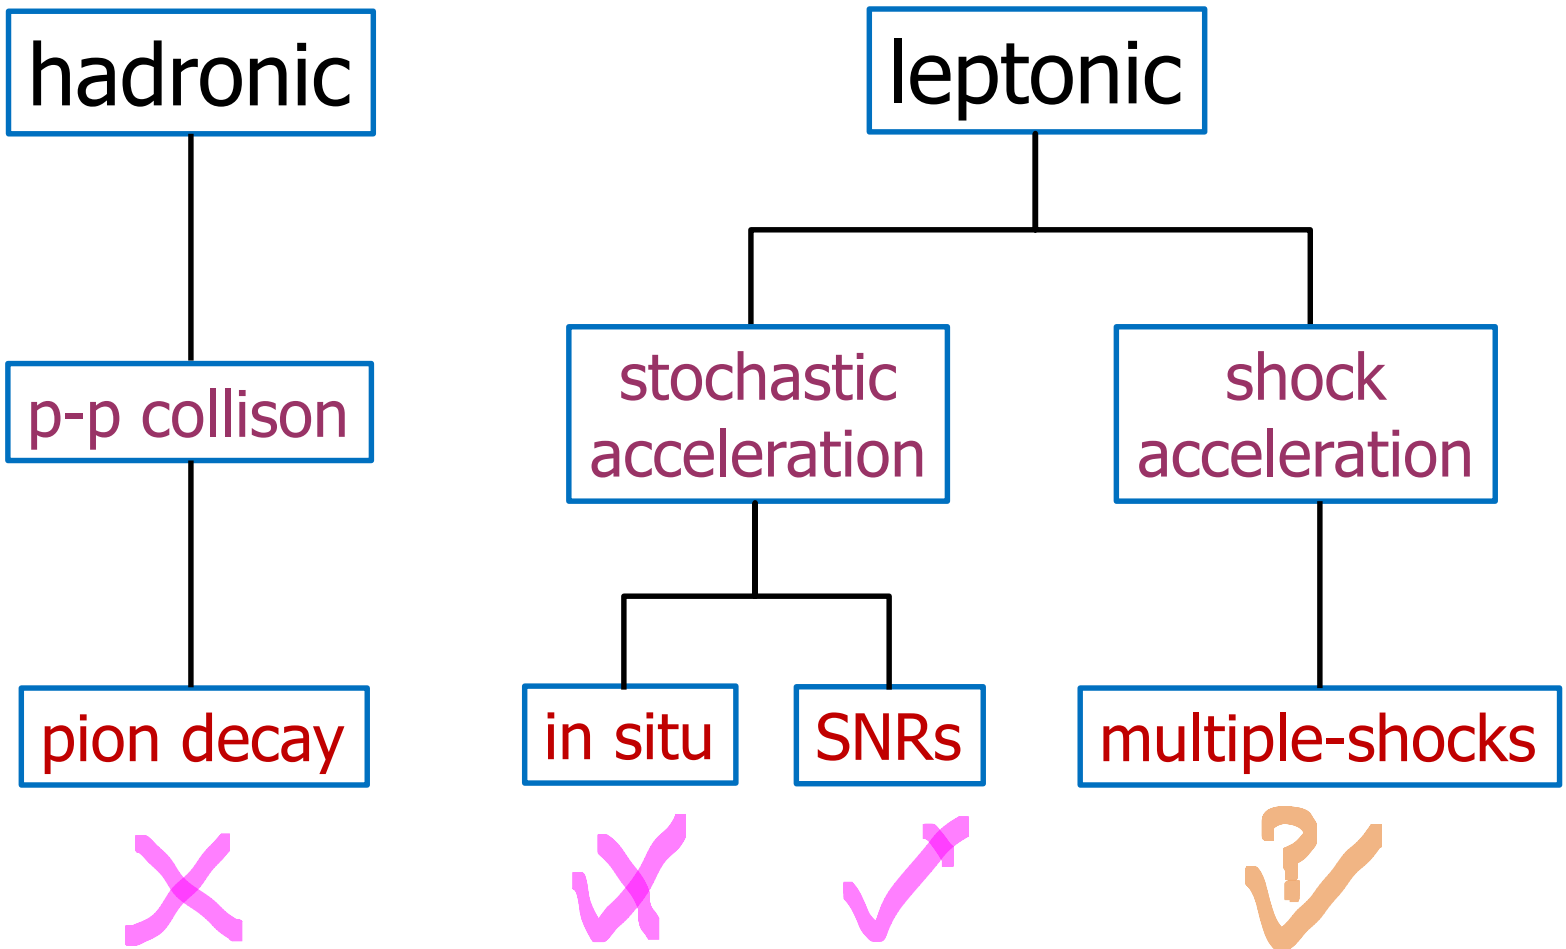 hadronic
leptonic
p-p collison
stochastic
acceleration
shock
acceleration
pion decay
in situ
SNRs
multiple-shocks
?